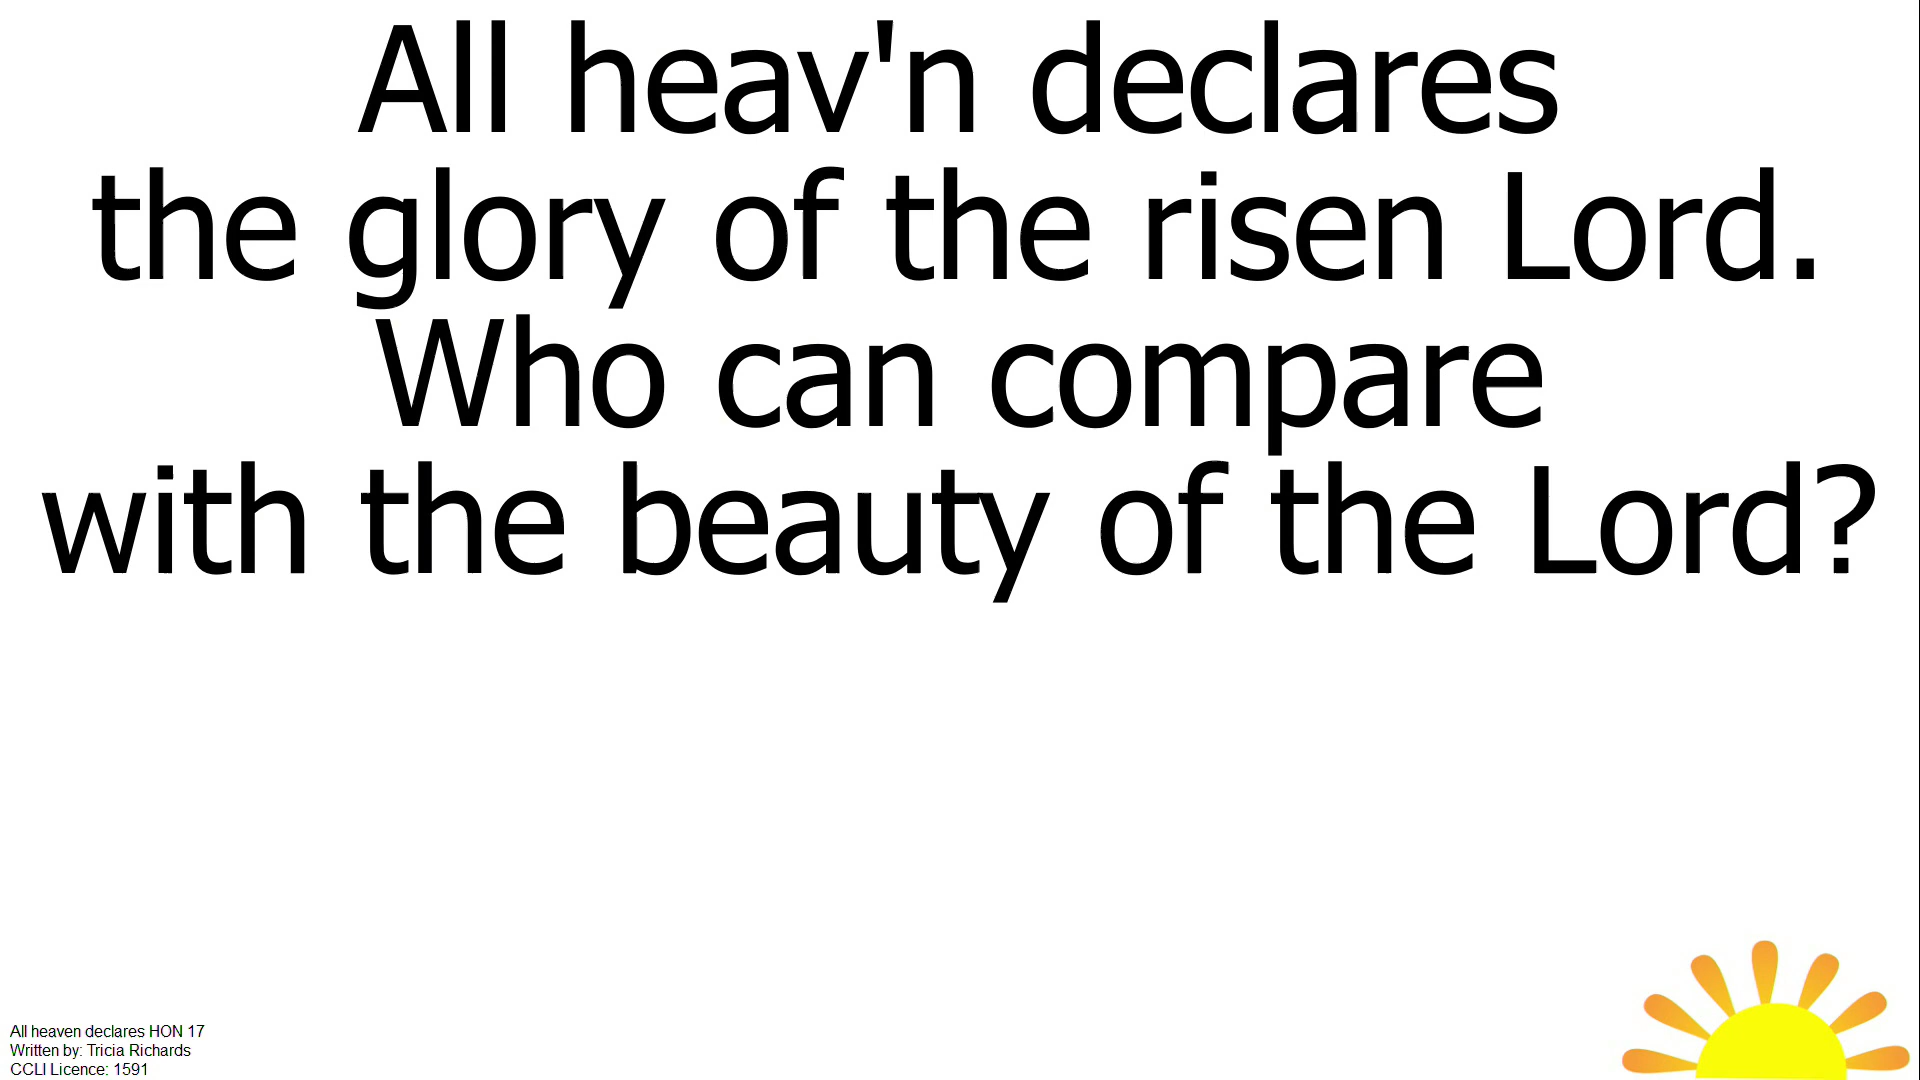 All heav'n declares
the glory of the risen Lord.
Who can compare
with the beauty of the Lord?
All heaven declares HON 17
Written by: Tricia Richards
CCLI Licence: 1591